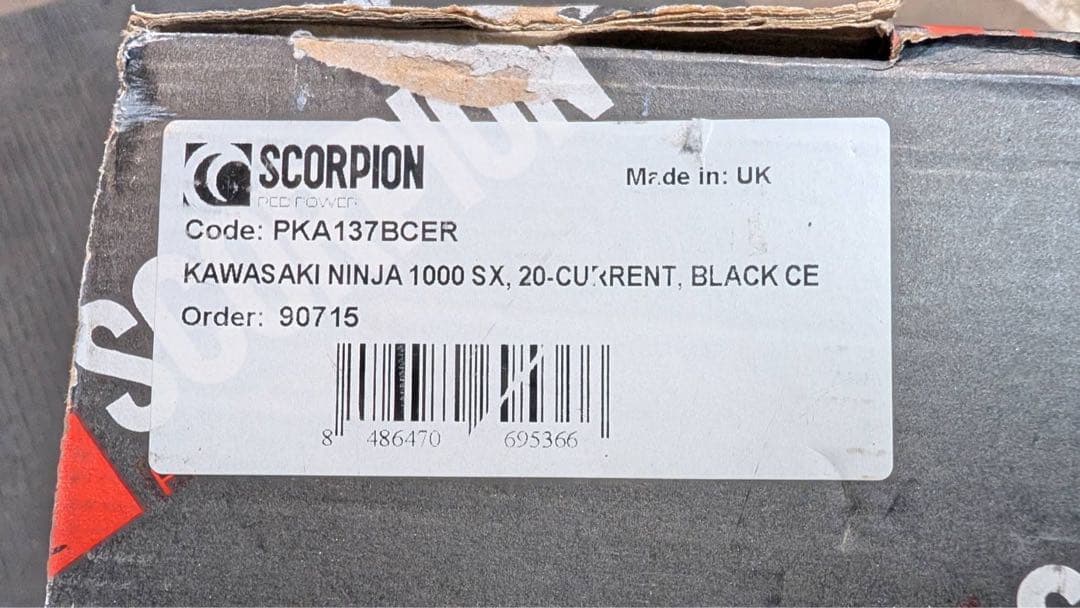 SCORPION
SCORPION
Made in: UK
RED POWER
Code: PKA137BCER
KAWASAKI NINJA 1000 SX, 20-CURRENT, BLACK CE
Order: 90715
8 486470 695366